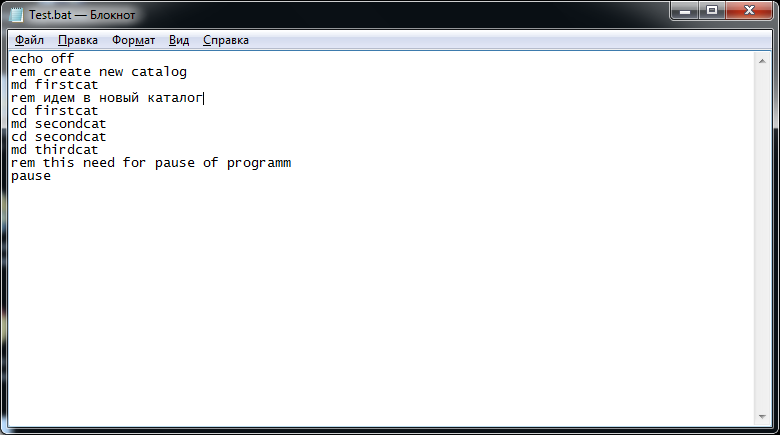 Test.bat — Блокнот
Файл Правка Формат Вид Справка
echo off
rem create new catalog
md firstcat
rem идем в новый каталог
cd firstcat
md secondcat
cd secondcat
md thirdcat
rem this need for pause of programm
pause